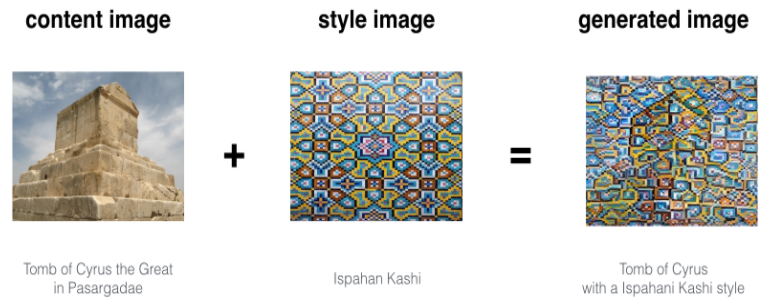 content image
style image
generated image
+
=
Tomb of Cyrus the Great
in Pasargadae
Ispahan Kashi
Tomb of Cyrus
with a Ispahani Kashi style